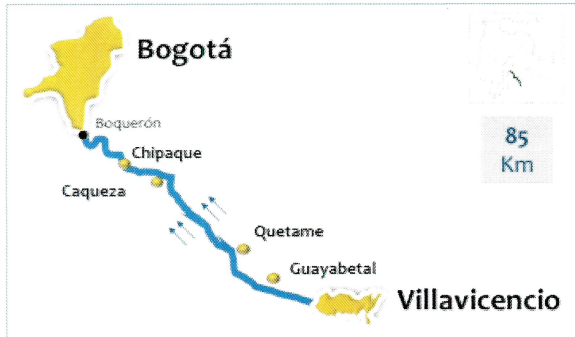 Bogotá
Boquerón
Chipaque
Caqueza
Quetame
Guayabetal
Villavicencio
85
Km